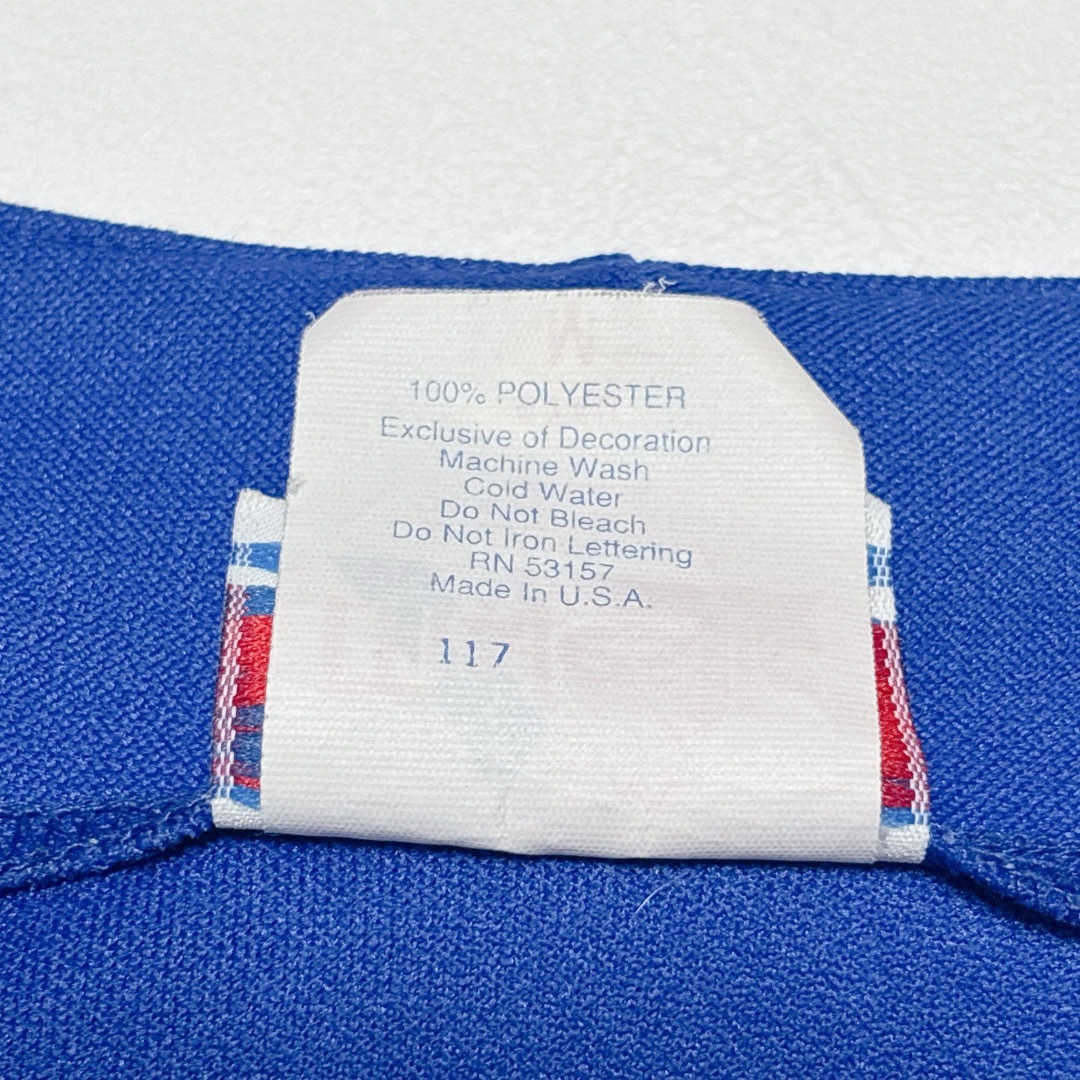 100% POLYESTER
Exclusive of Decoration
Machine Wash
Cold Water
Do Not Bleach
Do Not Iron Lettering
RN 53157
Made In U.S.A.
117